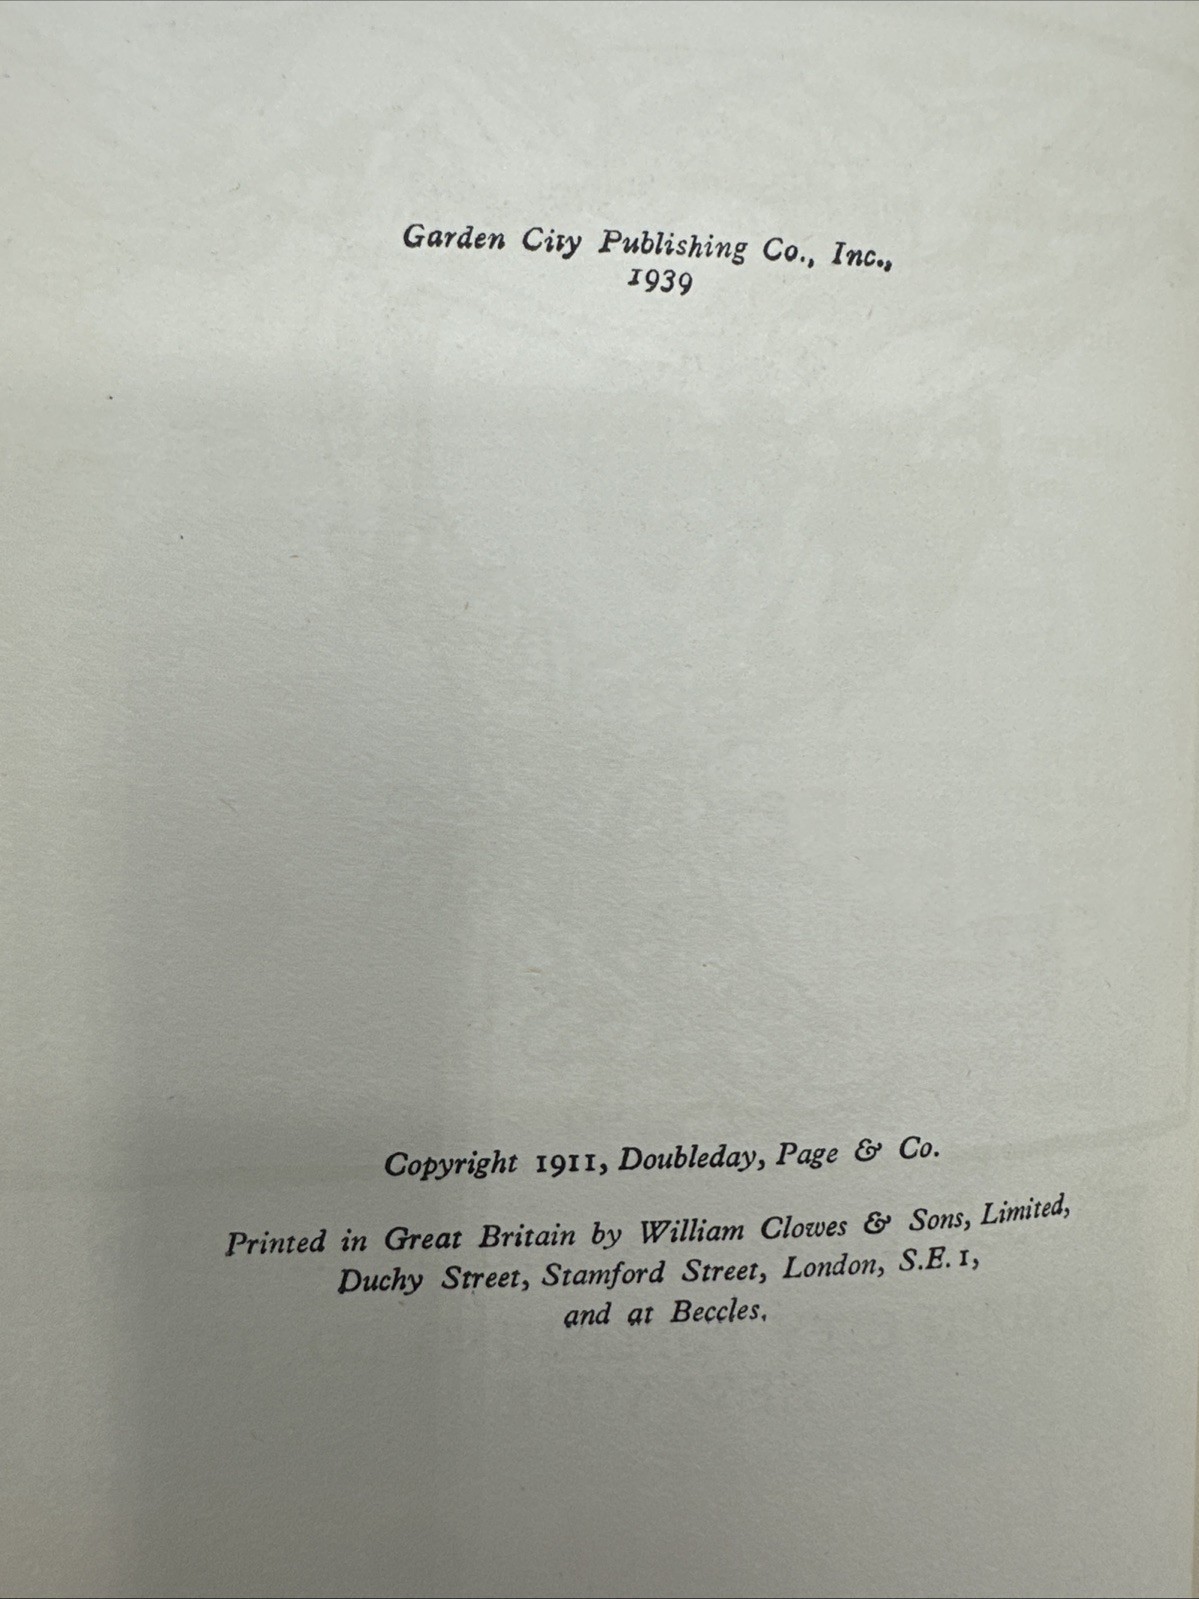 Garden City Publishing Co., Inc.,
1939
Copyright 1911, Doubleday, Page & Co.
Printed in Great Britain by William Clowes & Sons, Limited,
Duchy Street, Stamford Street, London, S.E. 1,
and at Beccles.